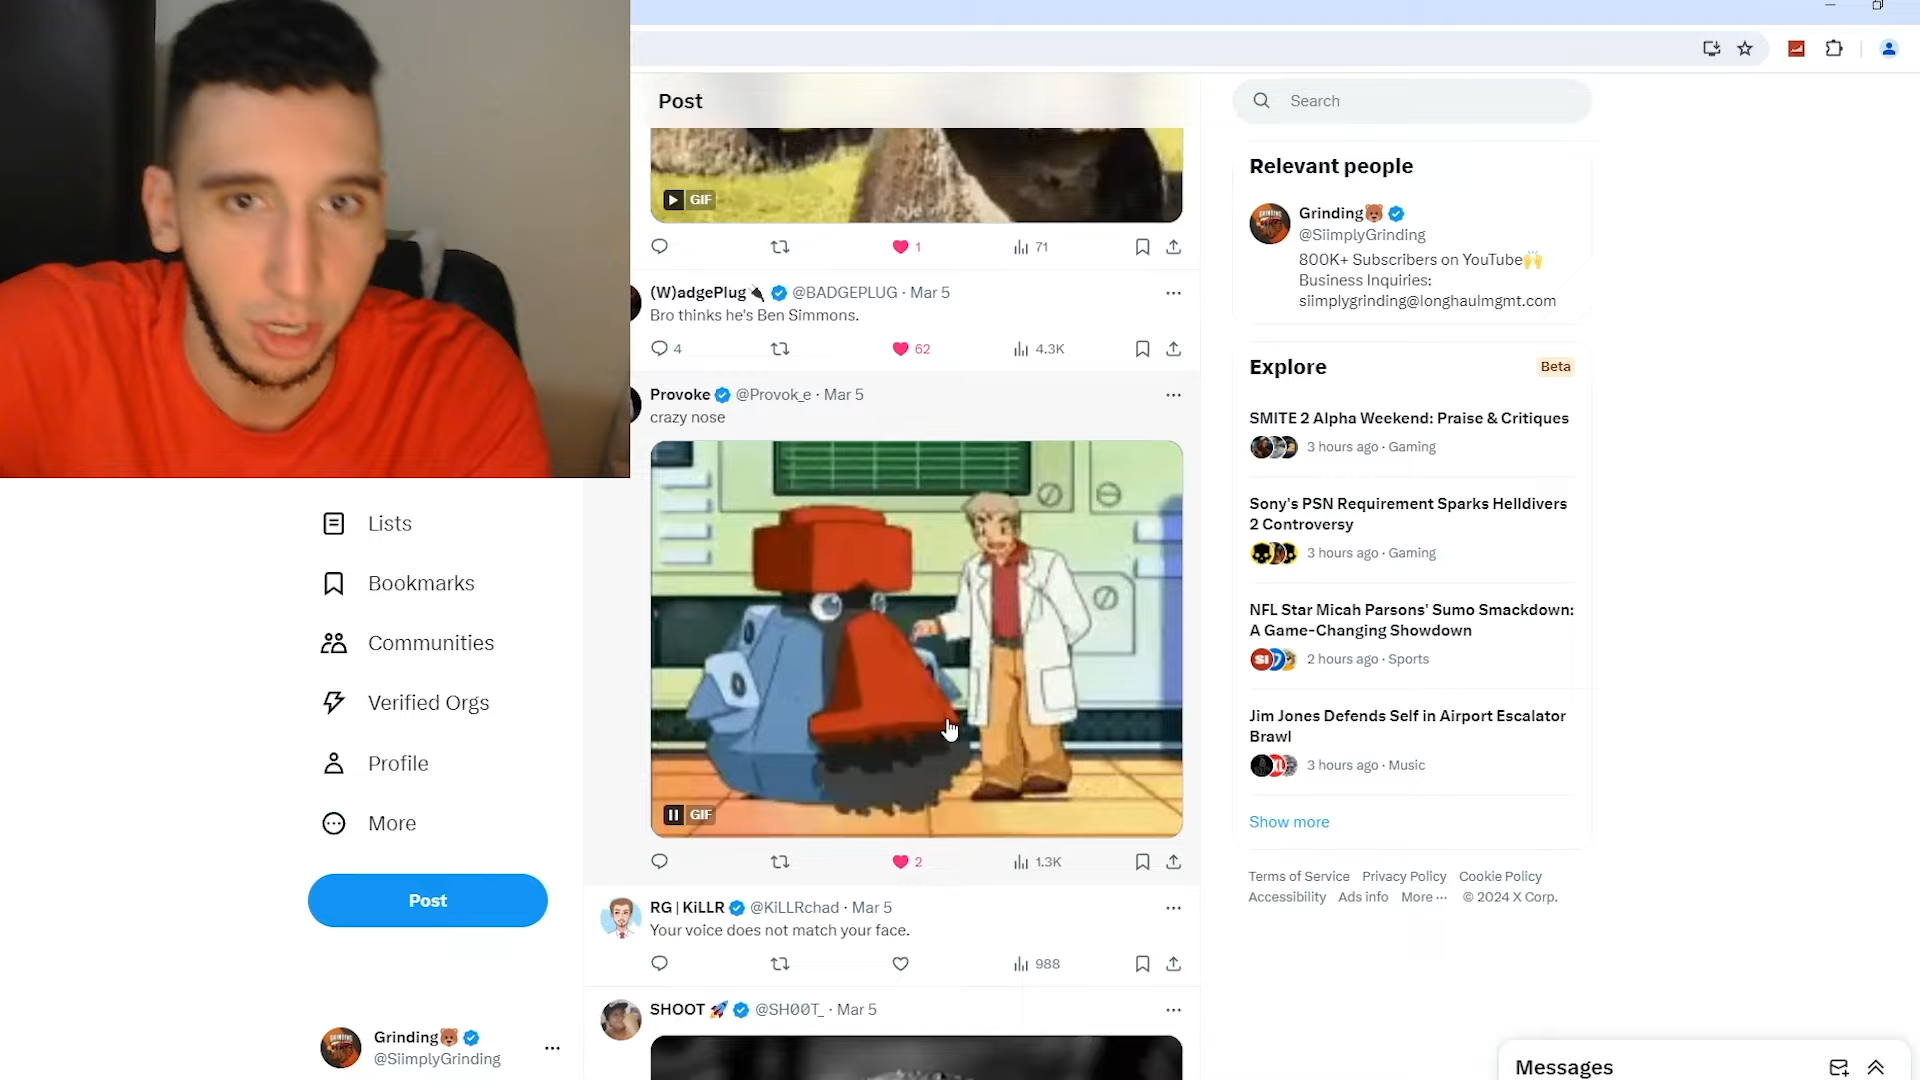 Post
Search
GIF
1
71
(W)adgePlug @BADGEPLUG · Mar 5
Bro thinks he's Ben Simmons.
4
62
4.3K
Provoke @Provok_e · Mar 5
crazy nose
GIF
2
1.3K
RG | KiLLR @KiLLRchad · Mar 5
Your voice does not match your face.
988
SHOOT @SH00T_ · Mar 5
Lists
Bookmarks
Communities
Verified Orgs
Profile
More
Post
Grinding
@SiimplyGrinding
Relevant people
Grinding
@SiimplyGrinding
800K+ Subscribers on YouTube
Business Inquiries:
siimplygrinding@longhaulmgmt.com
Explore
Beta
SMITE 2 Alpha Weekend: Praise & Critiques
3 hours ago · Gaming
Sony's PSN Requirement Sparks Helldivers
2 Controversy
3 hours ago · Gaming
NFL Star Micah Parsons' Sumo Smackdown:
A Game-Changing Showdown
2 hours ago · Sports
Jim Jones Defends Self in Airport Escalator
Brawl
3 hours ago · Music
Show more
Terms of Service Privacy Policy Cookie Policy
Accessibility Ads info More ··· © 2024 X Corp.
Messages